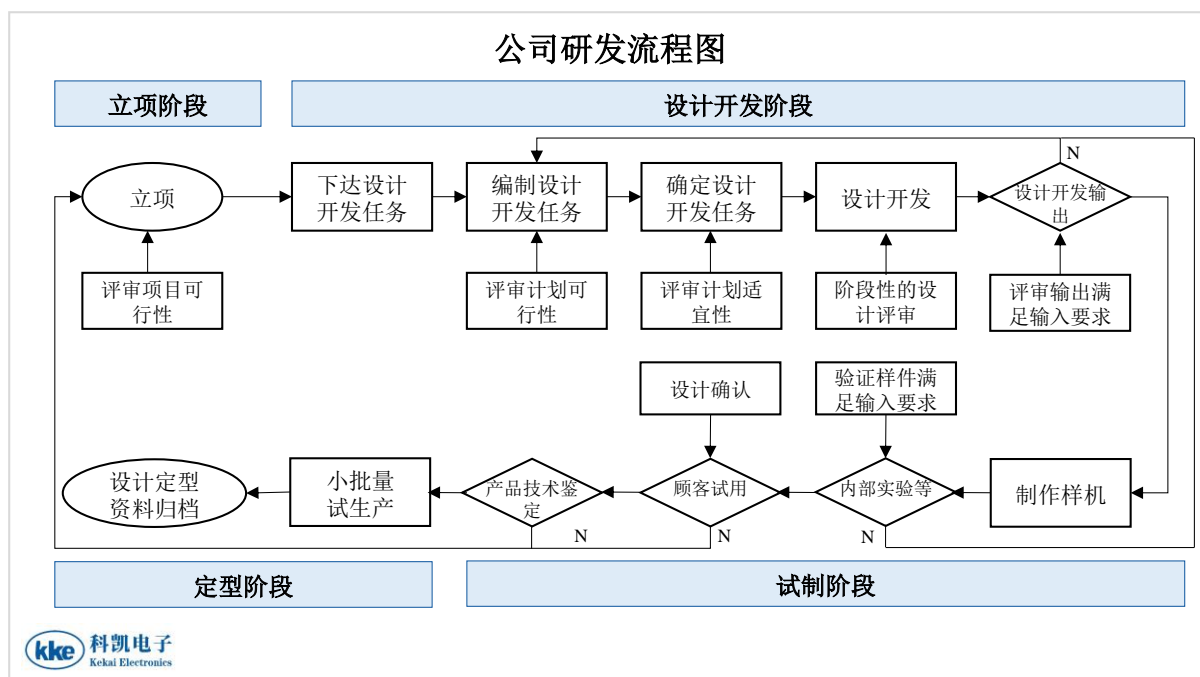 公司研发流程图
立项阶段
设计开发阶段
N
立项
下达设计
开发任务
编制设计
开发任务
确定设计
开发任务
设计开发
设计开发输
出
评审项目可
行性
评审计划可
行性
评审计划适
宜性
阶段性的设
计评审
评审输出满
足输入要求
设计确认
验证样件满
足输入要求
设计定型
资料归档
小批量
试生产
产品技术鉴
定
顾客试用
内部实验等
制作样机
N
N
N
定型阶段
试制阶段
kke
科凯电子
Kekai Electronics